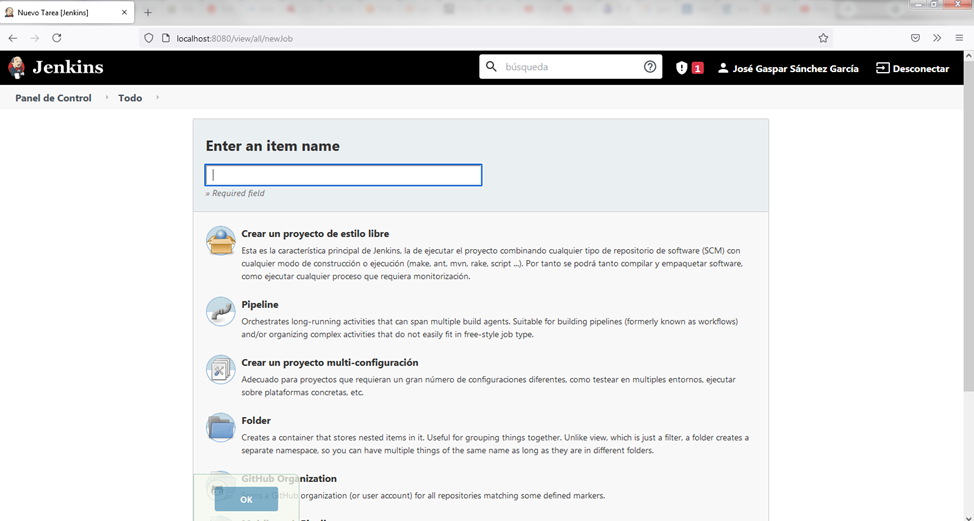 Nuevo Tarea [Jenkins]
localhost:8080/view/all/newJob
Jenkins
búsqueda
1
José Gaspar Sánchez García
Desconectar
Panel de Control
Todo
Enter an item name
» Required field
Crear un proyecto de estilo libre
Esta es la característica principal de Jenkins, la de ejecutar el proyecto combinando cualquier tipo de repositorio de software (SCM) con
cualquier modo de construcción o ejecución (make, ant, mvn, rake, script ...). Por tanto se podrá tanto compilar y empaquetar software,
como ejecutar cualquier proceso que requiera monitorización.
Pipeline
Orchestrates long-running activities that can span multiple build agents. Suitable for building pipelines (formerly known as workflows)
and/or organizing complex activities that do not easily fit in free-style job type.
Crear un proyecto multi-configuración
Adecuado para proyectos que requieran un gran número de configuraciones diferentes, como testear en multiples entornos, ejecutar
sobre plataformas concretas, etc.
Folder
Creates a container that stores nested items in it. Useful for grouping things together. Unlike view, which is just a filter, a folder creates a
separate namespace, so you can have multiple things of the same name as long as they are in different folders.
GitHub Organization
a GitHub organization (or user account) for all repositories matching some defined markers.
OK